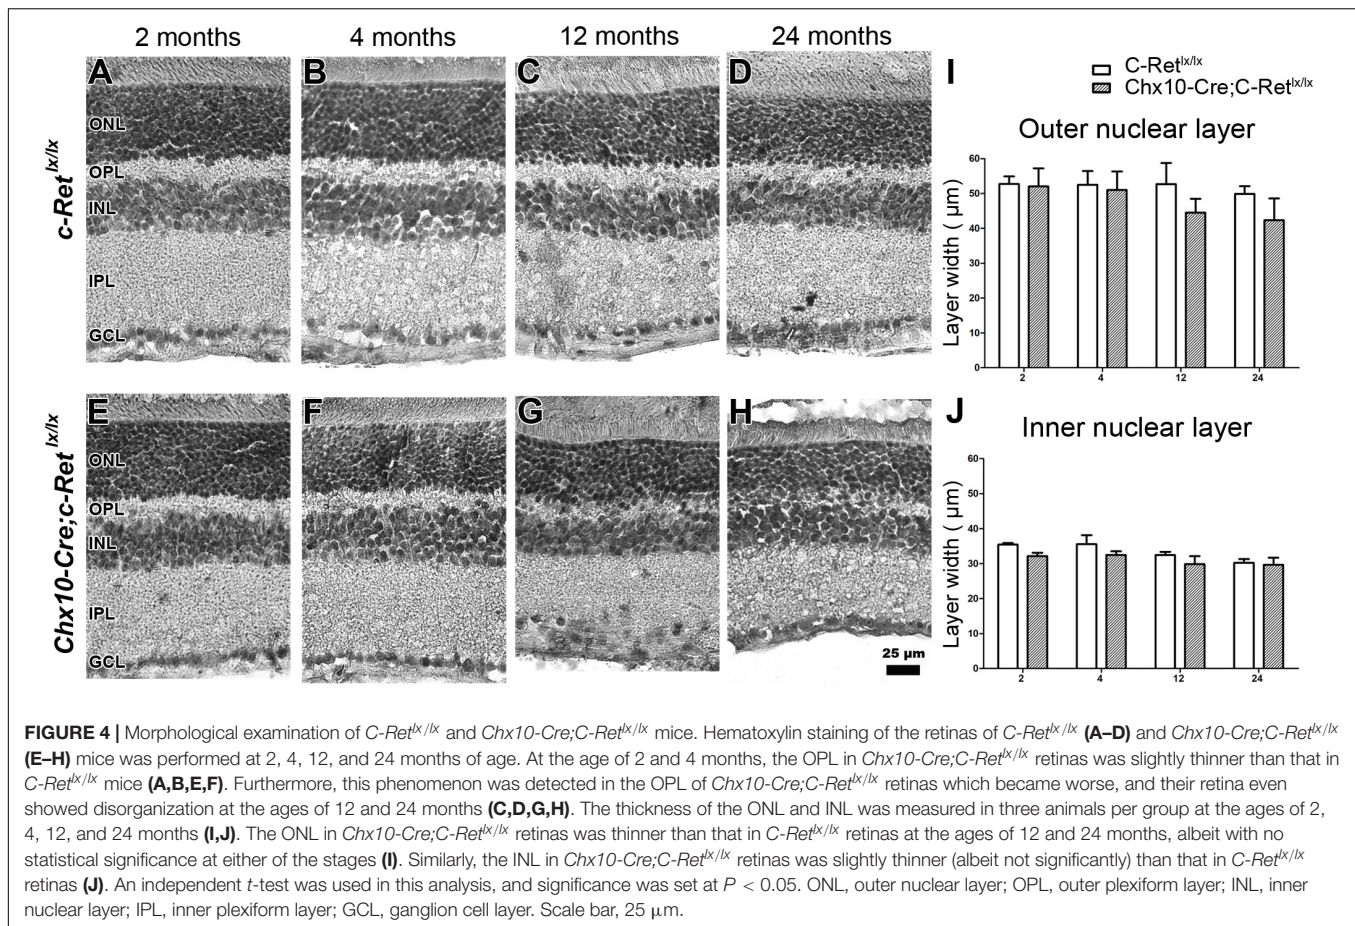 2 months 4 months 12 months 24 months
A B C D I
ONL
OPL
INL
IPL
GCL
c-Ret^lx/lx
C-Ret^lx/lx
Chx10-Cre;C-Ret^lx/lx
Outer nuclear layer
60
50
40
30
20
10
0
Layer width ( μm)
2 4 12 24
E F G H J
ONL
OPL
INL
IPL
GCL
Chx10-Cre;c-Ret^lx/lx
25 μm
Inner nuclear layer
60
50
40
30
20
10
0
Layer width ( μm)
2 4 12 24
FIGURE 4 | Morphological examination of C-Ret^lx/lx and Chx10-Cre;C-Ret^lx/lx mice. Hematoxylin staining of the retinas of C-Ret^lx/lx (A–D) and Chx10-Cre;C-Ret^lx/lx
(E–H) mice was performed at 2, 4, 12, and 24 months of age. At the age of 2 and 4 months, the OPL in Chx10-Cre;C-Ret^lx/lx retinas was slightly thinner than that in
C-Ret^lx/lx mice (A,B,E,F). Furthermore, this phenomenon was detected in the OPL of Chx10-Cre;C-Ret^lx/lx retinas which became worse, and their retina even
showed disorganization at the ages of 12 and 24 months (C,D,G,H). The thickness of the ONL and INL was measured in three animals per group at the ages of 2,
4, 12, and 24 months (I,J). The ONL in Chx10-Cre;C-Ret^lx/lx retinas was thinner than that in C-Ret^lx/lx retinas at the ages of 12 and 24 months, albeit with no
statistical significance at either of the stages (I). Similarly, the INL in Chx10-Cre;C-Ret^lx/lx retinas was slightly thinner (albeit not significantly) than that in C-Ret^lx/lx
retinas (J). An independent t-test was used in this analysis, and significance was set at P < 0.05. ONL, outer nuclear layer; OPL, outer plexiform layer; INL, inner
nuclear layer; IPL, inner plexiform layer; GCL, ganglion cell layer. Scale bar, 25 μm.